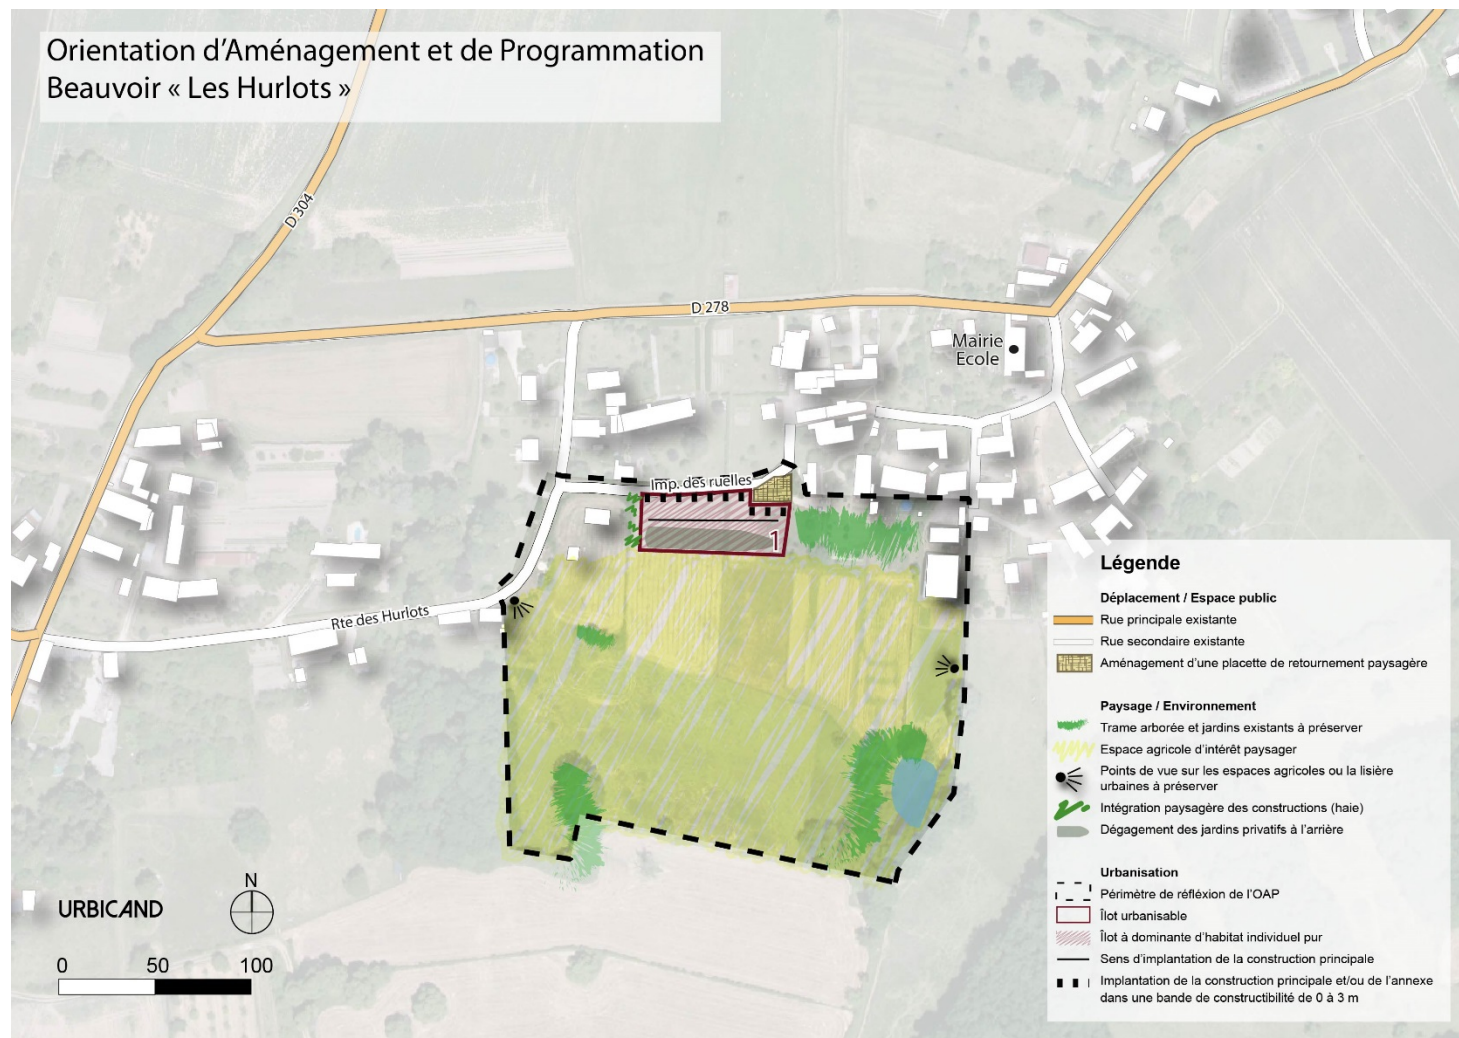 Orientation d’Aménagement et de Programmation
Beauvoir « Les Hurlots »
D 304
D 278
Mairie
Ecole
Imp. des ruelles
1
Rte des Hurlots
Légende
Déplacement / Espace public
Rue principale existante
Rue secondaire existante
Aménagement d’une placette de retournement paysagère
Paysage / Environnement
Trame arborée et jardins existants à préserver
Espace agricole d’intérêt paysager
Points de vue sur les espaces agricoles ou la lisière
urbaines à préserver
Intégration paysagère des constructions (haie)
Dégagement des jardins privatifs à l’arrière
Urbanisation
Périmètre de réfléxion de l’OAP
Îlot urbanisable
Îlot à dominante d’habitat individuel pur
Sens d’implantation de la construction principale
Implantation de la construction principale et/ou de l’annexe
dans une bande de constructibilité de 0 à 3 m
URBICAND
N
0 50 100